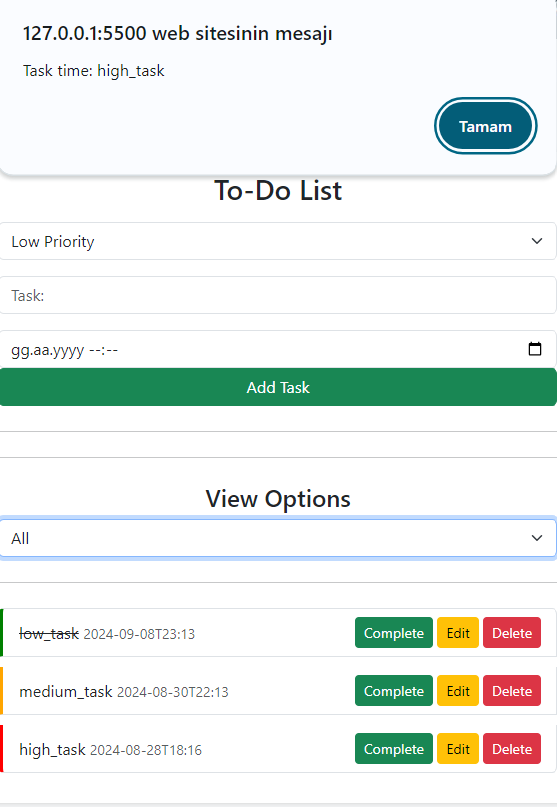 127.0.0.1:5500 web sitesinin mesajı
Task time: high_task
Tamam
To-Do List
Low Priority
Task:
gg.aa.yyyy --:--
Add Task
View Options
All
low_task 2024-09-08T23:13 Complete Edit Delete
medium_task 2024-08-30T22:13 Complete Edit Delete
high_task 2024-08-28T18:16 Complete Edit Delete